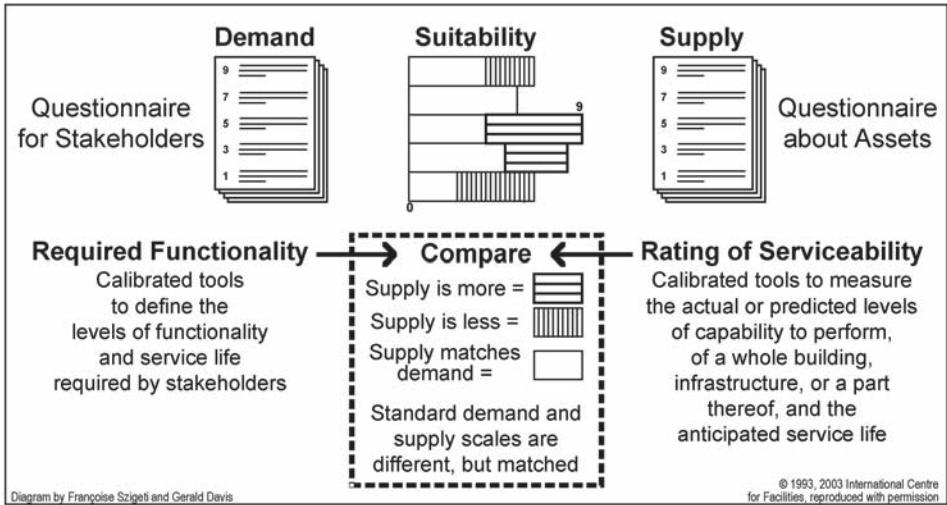 Demand
9
7
5
3
1
Questionnaire
for Stakeholders
Suitability
9
0
Supply
9
7
5
3
1
Questionnaire
about Assets
Required Functionality
Calibrated tools
to define the
levels of functionality
and service life
required by stakeholders
Compare
Supply is more =
Supply is less =
Supply matches
demand =
Standard demand and
supply scales are
different, but matched
Rating of Serviceability
Calibrated tools to measure
the actual or predicted levels
of capability to perform,
of a whole building,
infrastructure, or a part
thereof, and the
anticipated service life
Diagram by Françoise Szigeti and Gerald Davis
© 1993, 2003 International Centre
for Facilities, reproduced with permission